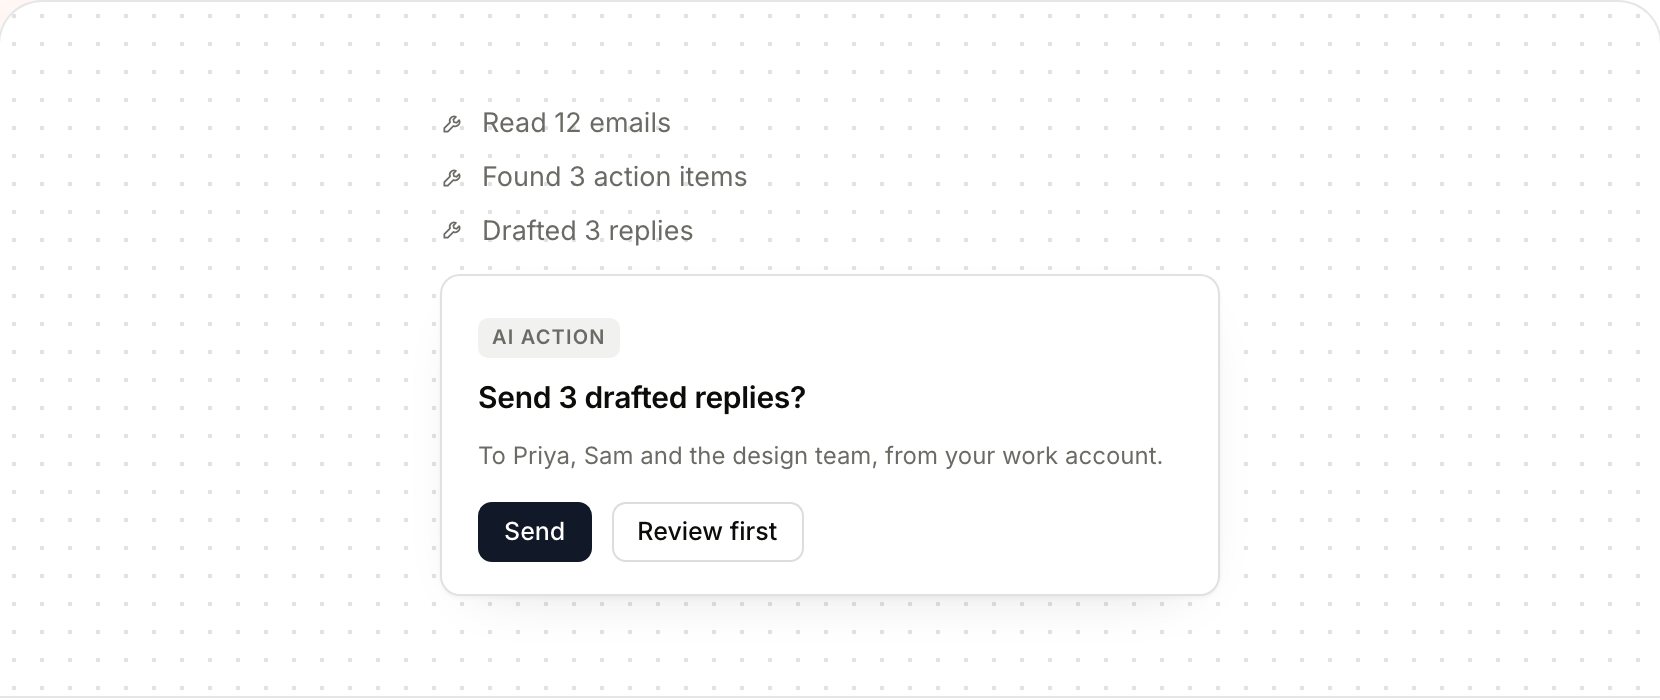 Read 12 emails
Found 3 action items
Drafted 3 replies
AI ACTION
Send 3 drafted replies?
To Priya, Sam and the design team, from your work account.
Send
Review first